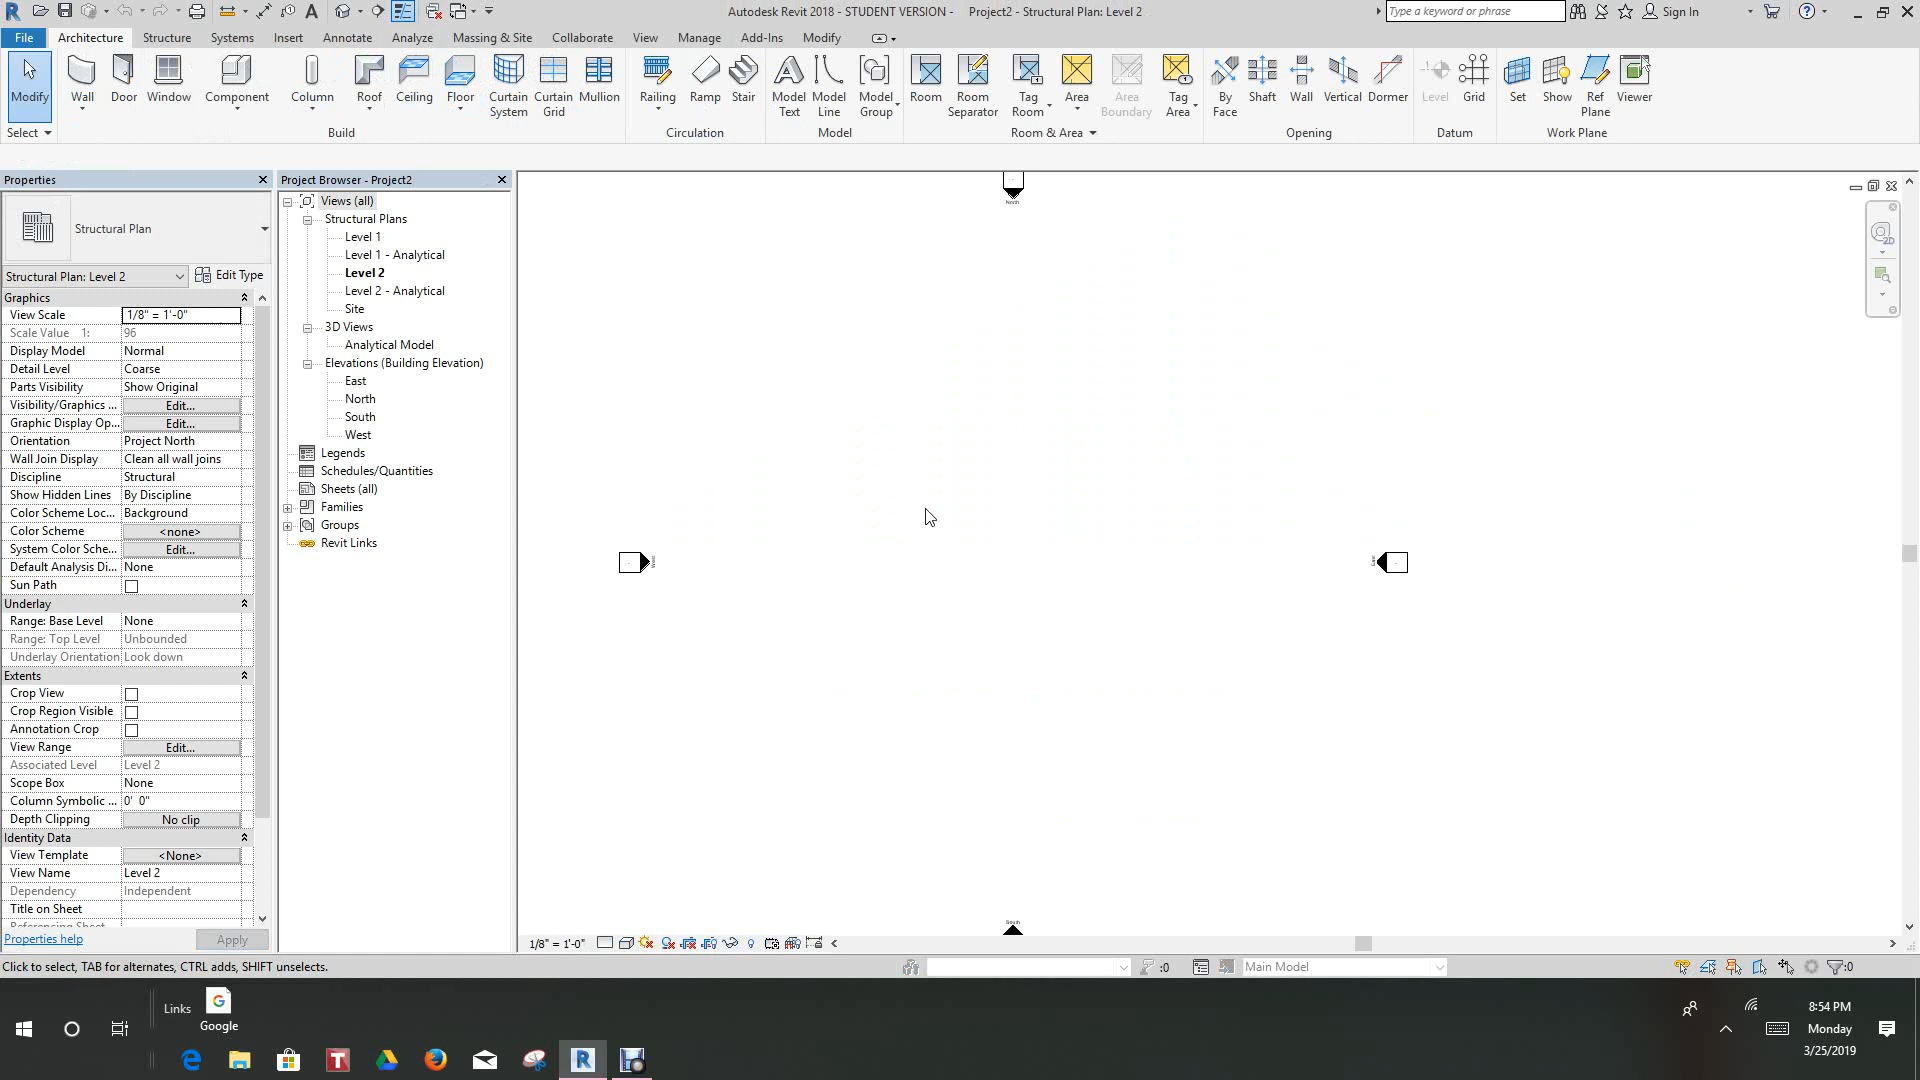 Autodesk Revit 2018 - STUDENT VERSION - Project2 - Structural Plan: Level 2
Type a keyword or phrase
Sign In
File Architecture Structure Systems Insert Annotate Analyze Massing & Site Collaborate View Manage Add-Ins Modify
Modify Wall Door Window Component Column Roof Ceiling Floor Curtain System Curtain Grid Mullion Railing Ramp Stair Model Text Model Line Model Group Room Room Separator Tag Room Area Area Boundary Tag Area By Face Shaft Wall Vertical Dormer Level Grid Set Show Ref Plane Viewer
Select Build Circulation Model Room & Area Opening Datum Work Plane
Properties
Structural Plan
Structural Plan: Level 2 Edit Type
Graphics
View Scale 1/8" = 1'-0"
Scale Value 1: 96
Display Model Normal
Detail Level Coarse
Parts Visibility Show Original
Visibility/Graphics ... Edit...
Graphic Display Op... Edit...
Orientation Project North
Wall Join Display Clean all wall joins
Discipline Structural
Show Hidden Lines By Discipline
Color Scheme Loc... Background
Color Scheme <none>
System Color Sche... Edit...
Default Analysis Di... None
Sun Path
Underlay
Range: Base Level None
Range: Top Level Unbounded
Underlay Orientation Look down
Extents
Crop View
Crop Region Visible
Annotation Crop
View Range Edit...
Associated Level Level 2
Scope Box None
Column Symbolic ... 0' 0"
Depth Clipping No clip
Identity Data
View Template <None>
View Name Level 2
Dependency Independent
Title on Sheet
Properties help Apply
Project Browser - Project2
Views (all)
Structural Plans
Level 1
Level 1 - Analytical
Level 2
Level 2 - Analytical
Site
3D Views
Analytical Model
Elevations (Building Elevation)
East
North
South
West
Legends
Schedules/Quantities
Sheets (all)
Families
Groups
Revit Links
North
South
2D
1/8" = 1'-0"
Click to select, TAB for alternates, CTRL adds, SHIFT unselects.
:0
Main Model
:0
Links
Google
8:54 PM
Monday
3/25/2019